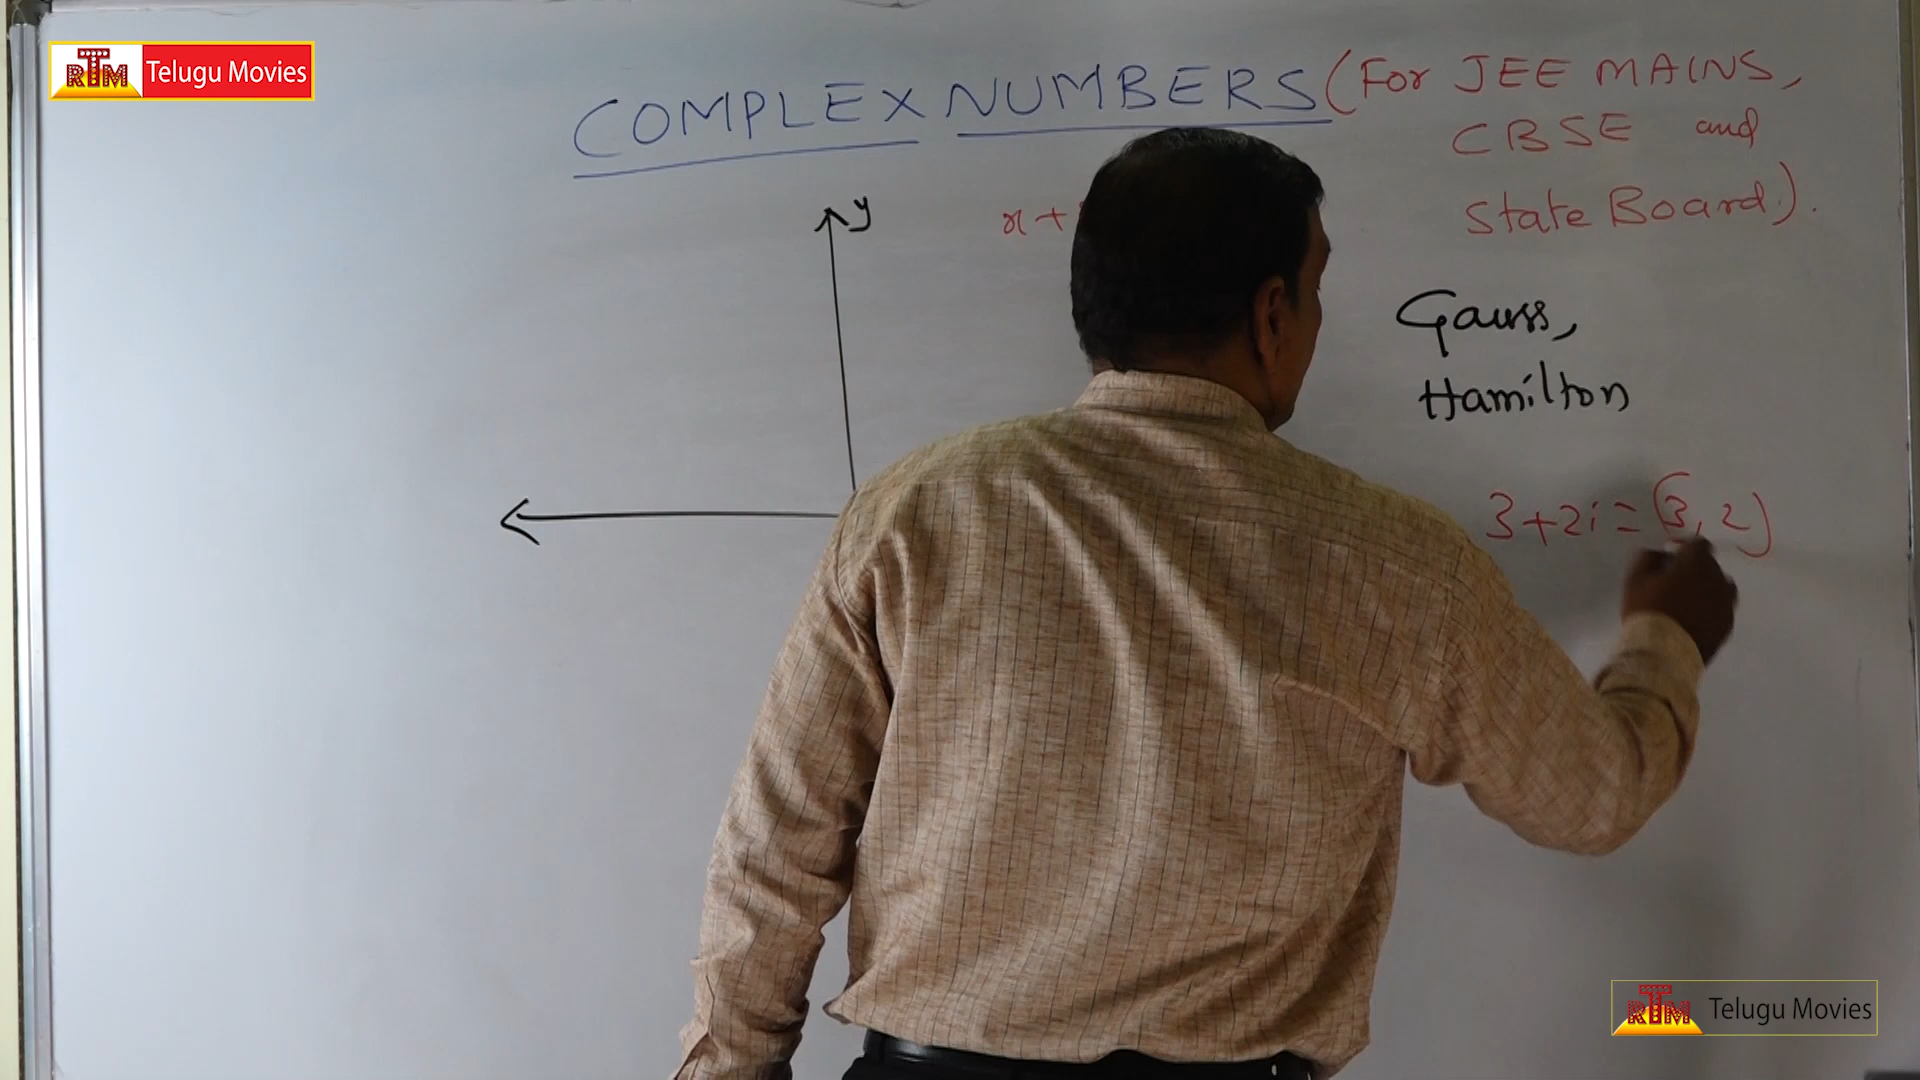 RTM Telugu Movies
COMPLEX NUMBERS (For JEE MAINS,
CBSE and
State Board).
y
x+
Gauss,
Hamilton
3+2i=(3, 2)
RTM Telugu Movies